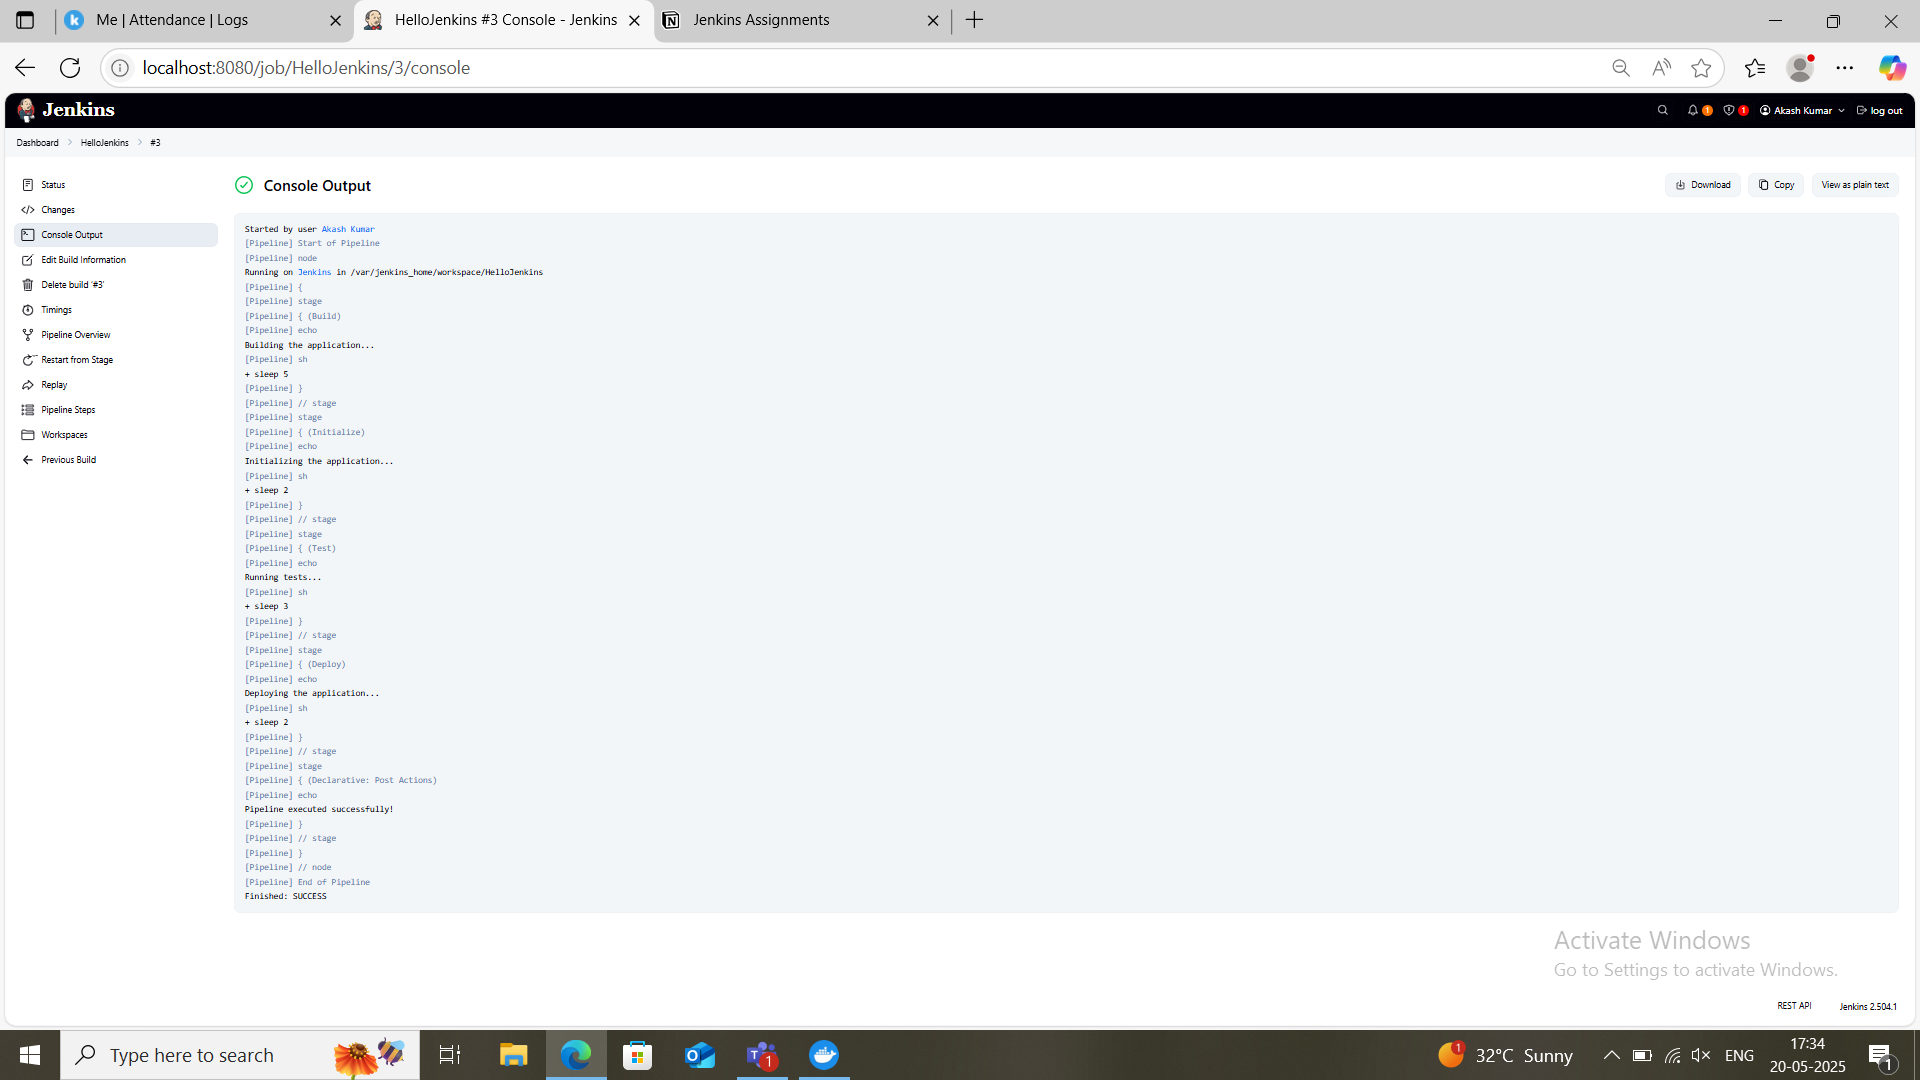 Me | Attendance | Logs
HelloJenkins #3 Console - Jenkins
Jenkins Assignments
localhost:8080/job/HelloJenkins/3/console
Jenkins
1
1
Akash Kumar
log out
Dashboard
HelloJenkins
#3
Status
Changes
Console Output
Edit Build Information
Delete build '#3'
Timings
Pipeline Overview
Restart from Stage
Replay
Pipeline Steps
Workspaces
Previous Build
Console Output
Download
Copy
View as plain text
Started by user Akash Kumar
[Pipeline] Start of Pipeline
[Pipeline] node
Running on Jenkins in /var/jenkins_home/workspace/HelloJenkins
[Pipeline] {
[Pipeline] stage
[Pipeline] { (Build)
[Pipeline] echo
Building the application...
[Pipeline] sh
+ sleep 5
[Pipeline] }
[Pipeline] // stage
[Pipeline] stage
[Pipeline] { (Initialize)
[Pipeline] echo
Initializing the application...
[Pipeline] sh
+ sleep 2
[Pipeline] }
[Pipeline] // stage
[Pipeline] stage
[Pipeline] { (Test)
[Pipeline] echo
Running tests...
[Pipeline] sh
+ sleep 3
[Pipeline] }
[Pipeline] // stage
[Pipeline] stage
[Pipeline] { (Deploy)
[Pipeline] echo
Deploying the application...
[Pipeline] sh
+ sleep 2
[Pipeline] }
[Pipeline] // stage
[Pipeline] stage
[Pipeline] { (Declarative: Post Actions)
[Pipeline] echo
Pipeline executed successfully!
[Pipeline] }
[Pipeline] // stage
[Pipeline] }
[Pipeline] // node
[Pipeline] End of Pipeline
Finished: SUCCESS
Activate Windows
Go to Settings to activate Windows.
REST API
Jenkins 2.504.1
Type here to search
1
1
32°C Sunny
ENG
17:34
20-05-2025
1